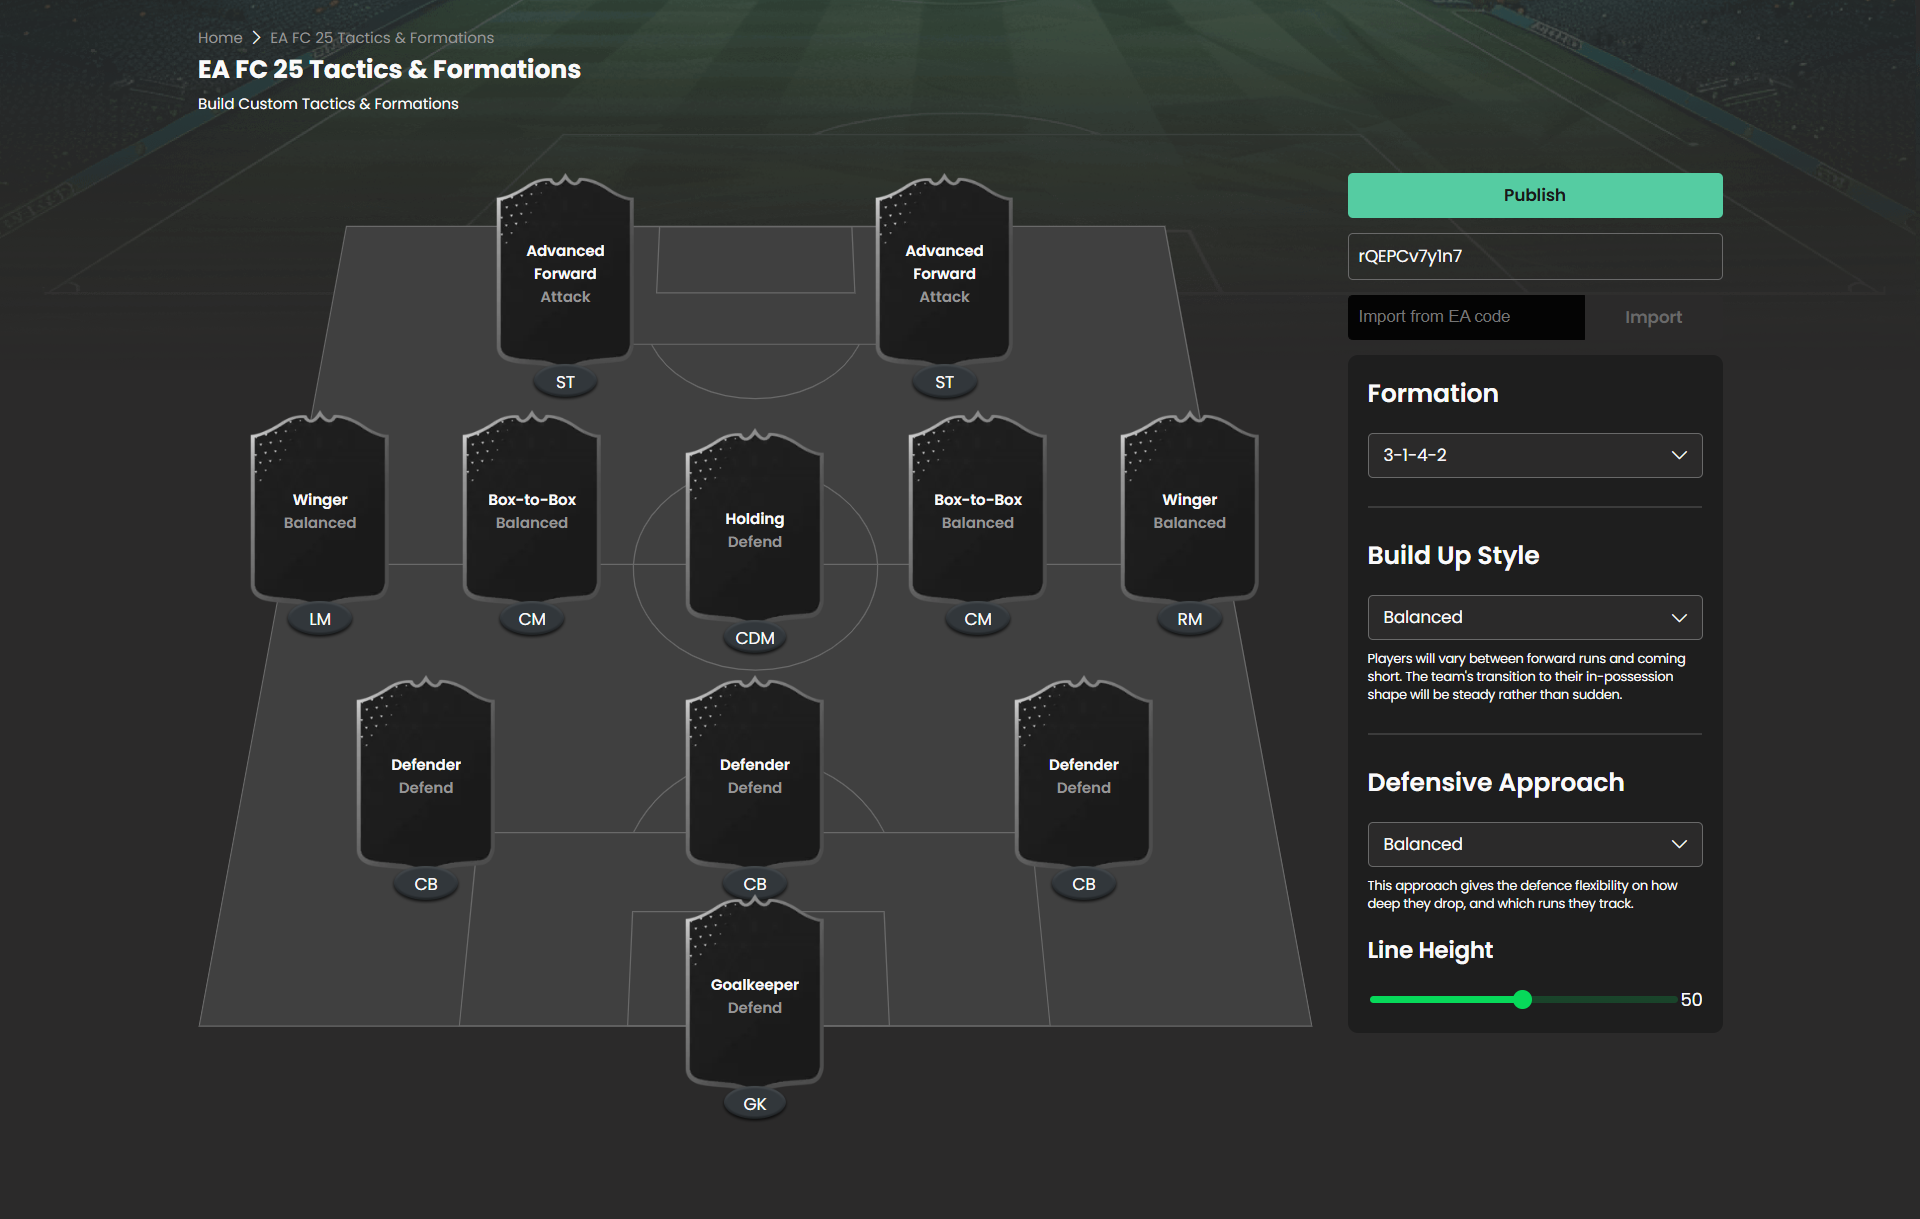 Home > EA FC 25 Tactics & Formations
EA FC 25 Tactics & Formations
Build Custom Tactics & Formations
Advanced
Forward
Attack
ST
Advanced
Forward
Attack
ST
Winger
Balanced
LM
Box-to-Box
Balanced
CM
Holding
Defend
CDM
Box-to-Box
Balanced
CM
Winger
Balanced
RM
Defender
Defend
CB
Defender
Defend
CB
Defender
Defend
CB
Goalkeeper
Defend
GK
Publish
rQEPCv7y1n7
Import from EA code
Import
Formation
3-1-4-2
Build Up Style
Balanced
Players will vary between forward runs and coming
short. The team's transition to their in-possession
shape will be steady rather than sudden.
Defensive Approach
Balanced
This approach gives the defence flexibility on how
deep they drop, and which runs they track.
Line Height
50